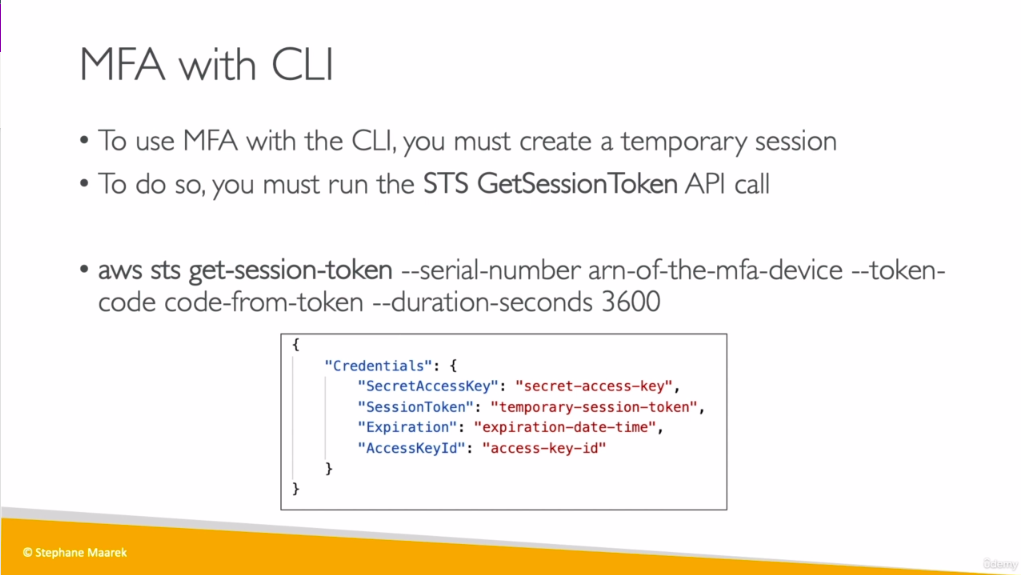 MFA with CLI
• To use MFA with the CLI, you must create a temporary session
• To do so, you must run the STS GetSessionToken API call
• aws sts get-session-token --serial-number arn-of-the-mfa-device --token-
code code-from-token --duration-seconds 3600
{
"Credentials": {
"SecretAccessKey": "secret-access-key",
"SessionToken": "temporary-session-token",
"Expiration": "expiration-date-time",
"AccessKeyId": "access-key-id"
}
}
© Stephane Maarek
ûdemy